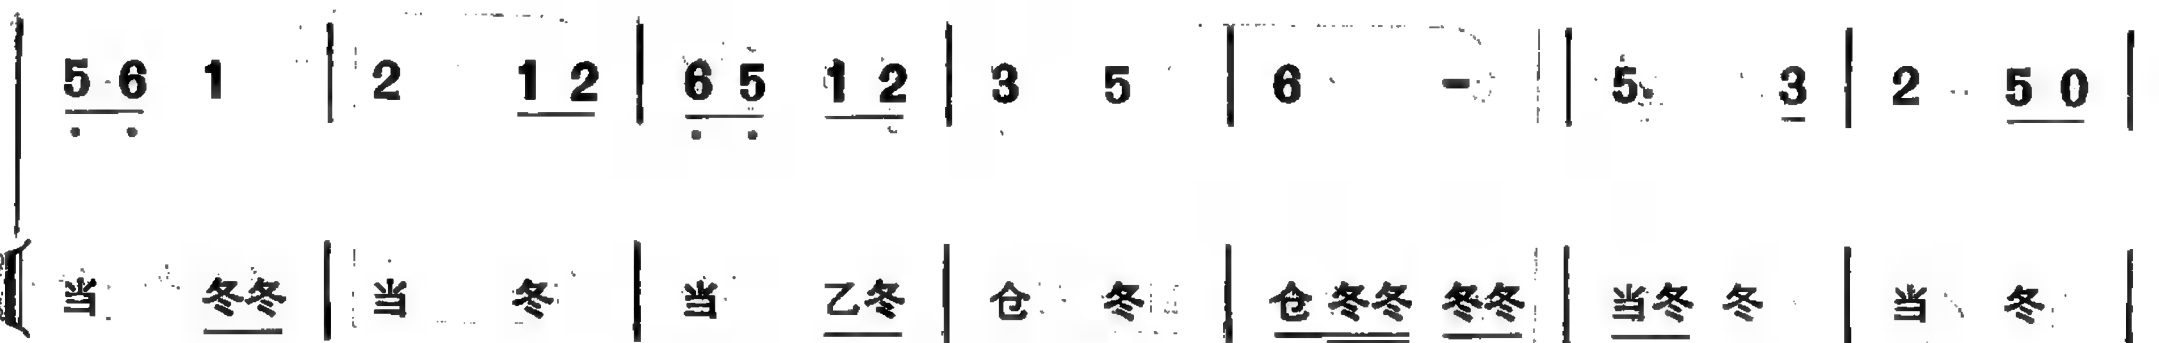 5 6 1 | 2 1 2 | 6 5 1 2 | 3 5 | 6 - | 5. 3 | 2 5 0 |
当 冬冬 | 当 冬 | 当 乙冬 | 仓 冬 | 仓 冬冬 冬冬 | 当冬 冬 | 当 冬 |